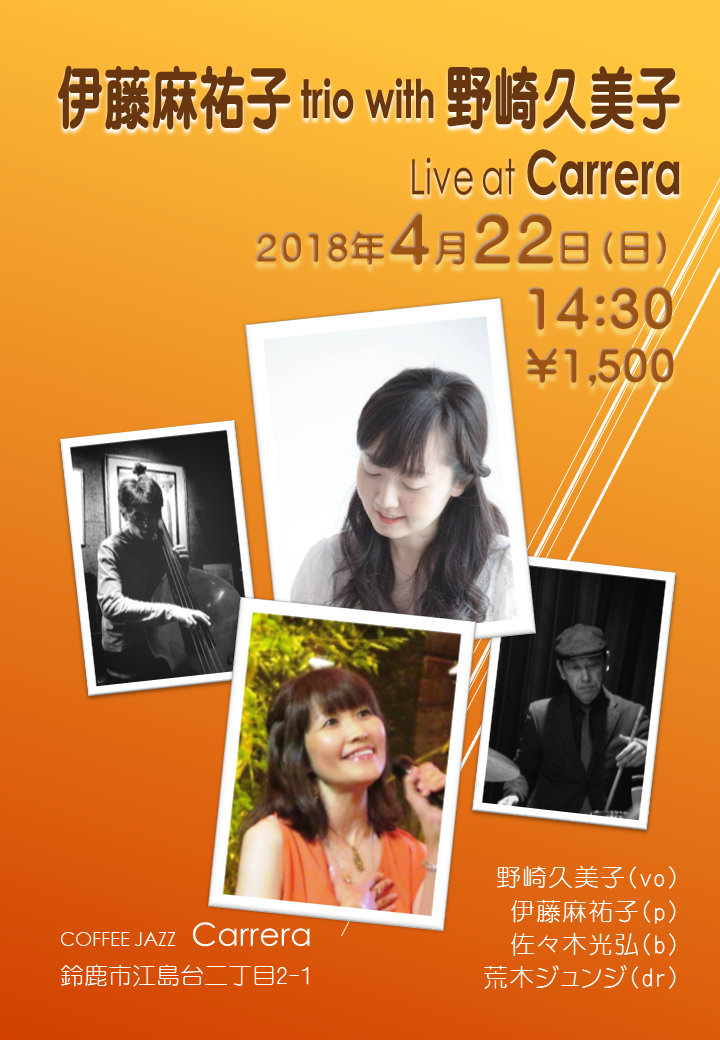 伊藤麻祐子 trio with 野崎久美子
Live at Carrera
2018年4月22日(日)
14:30
¥1,500
野崎久美子(vo)
伊藤麻祐子(p)
佐々木光弘(b)
荒木ジュンジ(dr)
COFFEE JAZZ Carrera
鈴鹿市江島台二丁目2-1